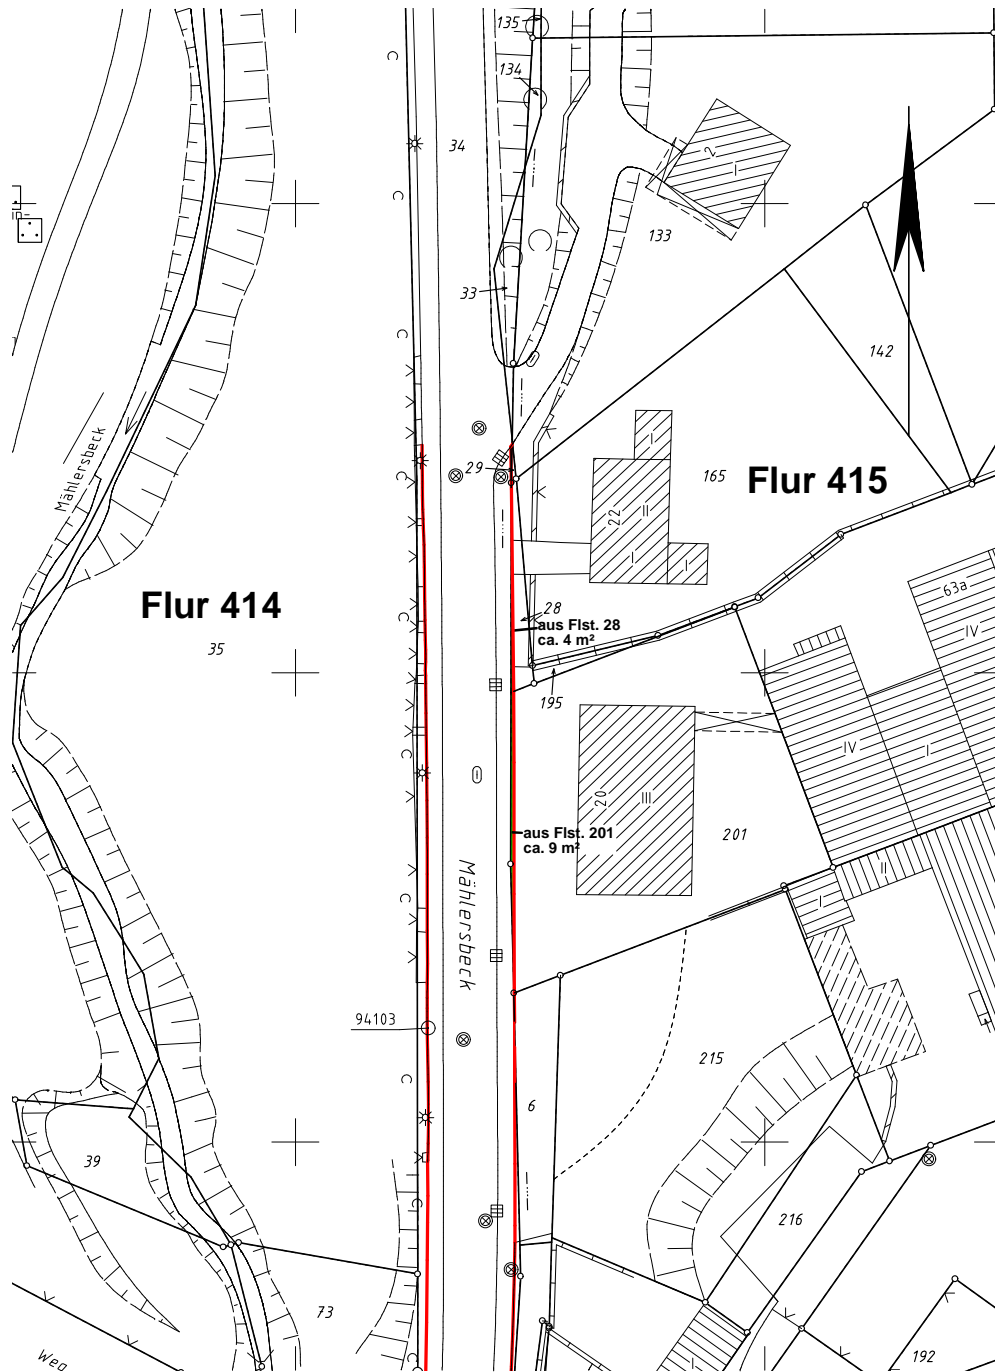 135
134
34
2
I
133
33
142
Mählersbeck
29
165
Flur 415
I
22
II
I
I
Flur 414
28
63a
IV
aus Flst. 28
ca. 4 m²
35
195
IV
I
20
III
aus Flst. 201
ca. 9 m²
201
Mählersbeck
II
I
94103
215
6
39
216
73
192
Weg